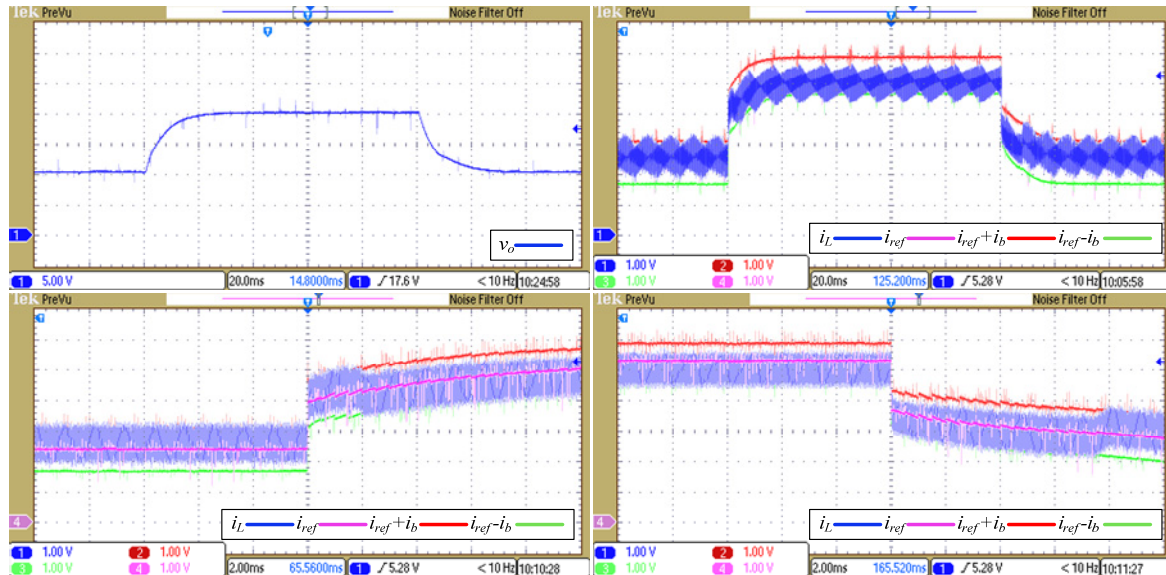 Tek PreVu Noise Filter Off
1
v_o
1 5.00 V 20.0ms 14.8000ms 1 17.6 V < 10 Hz 10:24:58
Tek PreVu Noise Filter Off
1
i_L i_ref i_ref+i_b i_ref-i_b
1 1.00 V 2 1.00 V
3 1.00 V 4 1.00 V 20.0ms 125.200ms 1 5.28 V < 10 Hz 10:05:58
Tek PreVu Noise Filter Off
4
i_L i_ref i_ref+i_b i_ref-i_b
1 1.00 V 2 1.00 V
3 1.00 V 4 1.00 V 2.00ms 65.5600ms 1 5.28 V < 10 Hz 10:10:28
Tek PreVu Noise Filter Off
4
i_L i_ref i_ref+i_b i_ref-i_b
1 1.00 V 2 1.00 V
3 1.00 V 4 1.00 V 2.00ms 165.520ms 1 5.28 V < 10 Hz 10:11:27